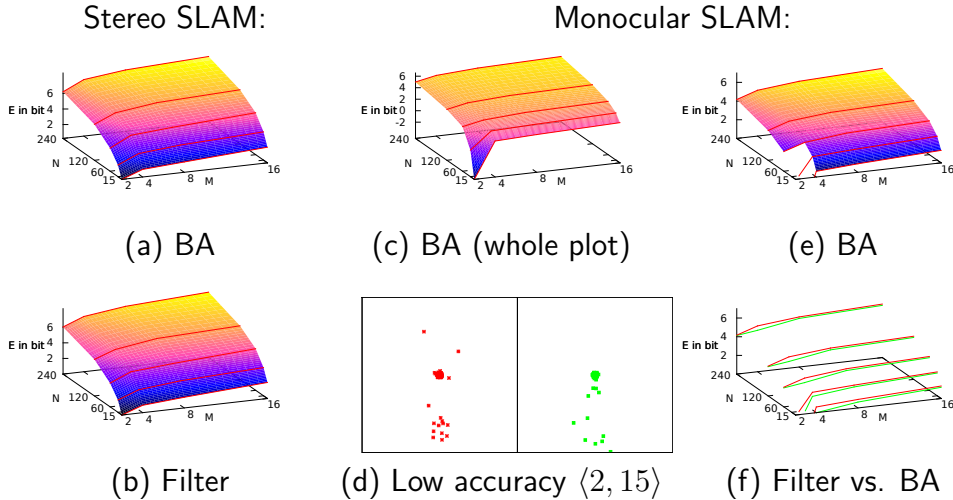 Stereo SLAM:
Monocular SLAM:
6
4
2
E in bit
240
N
120
60
15
2
4
8
M
16
(a) BA
6
4
2
0
-2
E in bit
240
N
120
60
15
2
4
8
M
16
(c) BA (whole plot)
6
4
2
E in bit
240
N
120
60
15
2
4
8
M
16
(e) BA
6
4
2
E in bit
240
N
120
60
15
2
4
8
M
16
(b) Filter
(d) Low accuracy ⟨2, 15⟩
6
4
2
E in bit
240
N
120
60
15
2
4
8
M
16
(f) Filter vs. BA